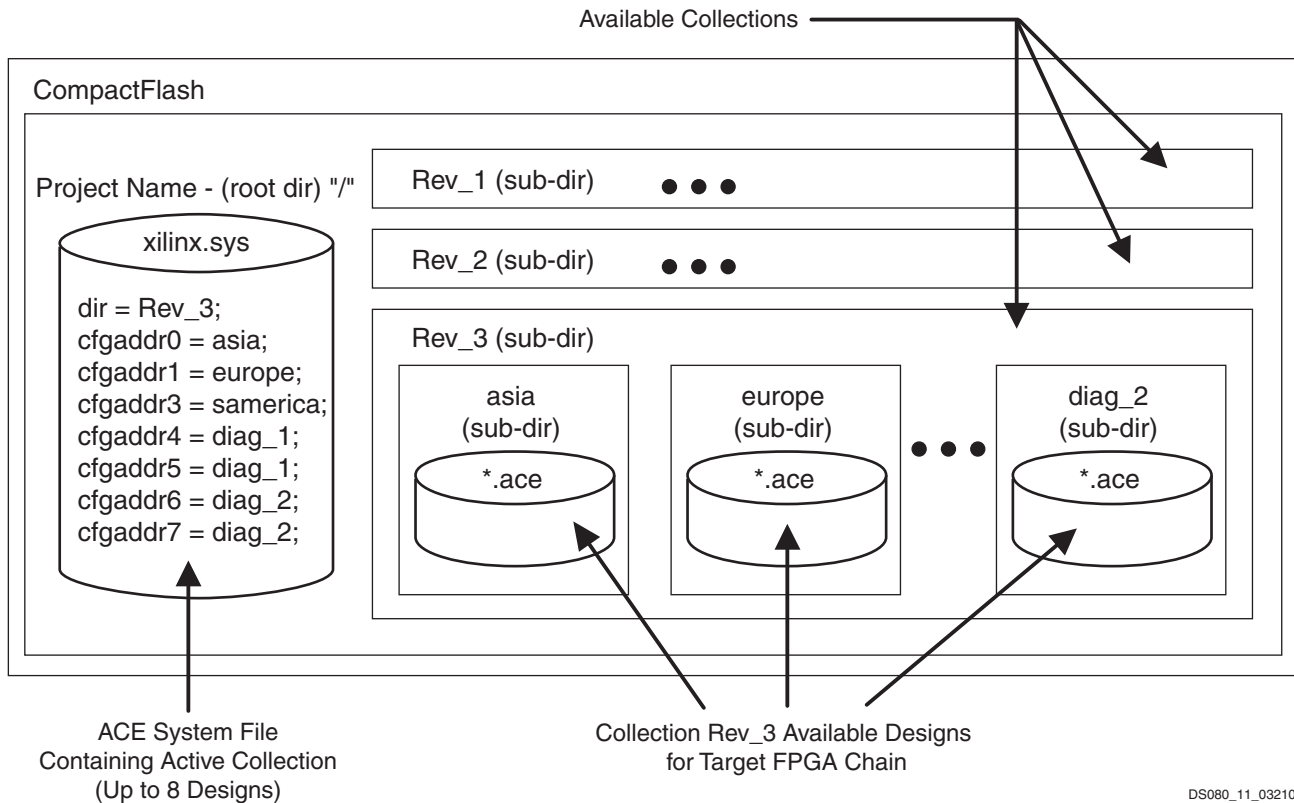 Available Collections
CompactFlash
Project Name - (root dir) "/"
xilinx.sys
dir = Rev_3;
cfgaddr0 = asia;
cfgaddr1 = europe;
cfgaddr3 = samerica;
cfgaddr4 = diag_1;
cfgaddr5 = diag_1;
cfgaddr6 = diag_2;
cfgaddr7 = diag_2;
Rev_1 (sub-dir)
Rev_2 (sub-dir)
Rev_3 (sub-dir)
asia
(sub-dir)
*.ace
europe
(sub-dir)
*.ace
diag_2
(sub-dir)
*.ace
ACE System File
Containing Active Collection
(Up to 8 Designs)
Collection Rev_3 Available Designs
for Target FPGA Chain
DS080_11_03210